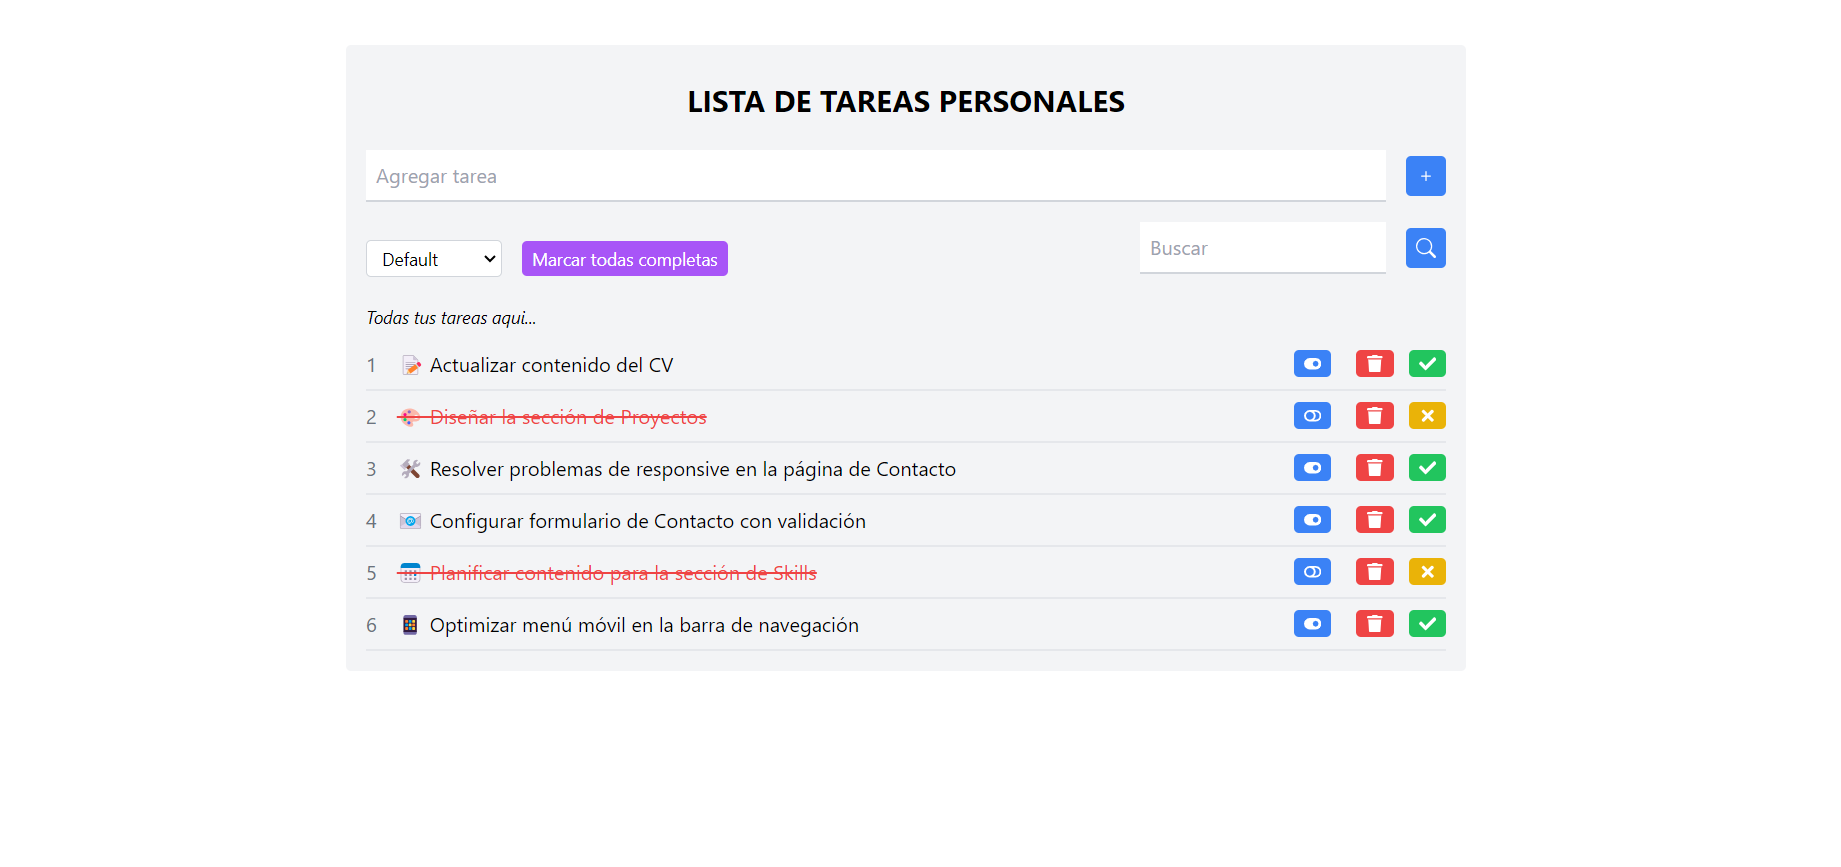 LISTA DE TAREAS PERSONALES
Agregar tarea
+
Default
Marcar todas completas
Buscar
Todas tus tareas aqui...
1 📝 Actualizar contenido del CV
2 🎨 Diseñar la sección de Proyectos
3 🛠️ Resolver problemas de responsive en la página de Contacto
4 📧 Configurar formulario de Contacto con validación
5 📅 Planificar contenido para la sección de Skills
6 📱 Optimizar menú móvil en la barra de navegación